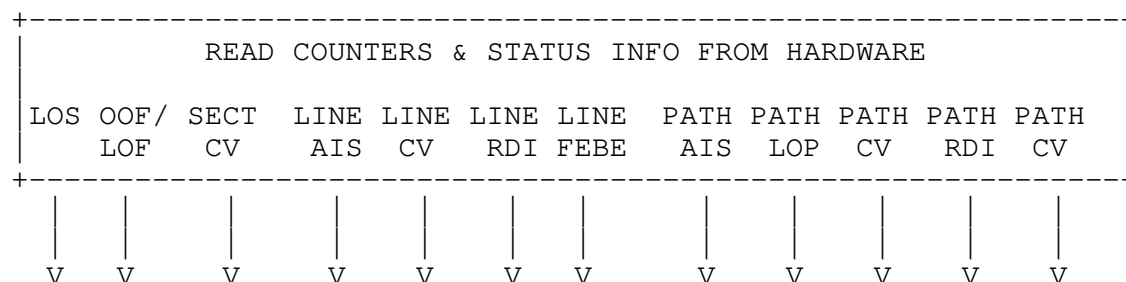 READ COUNTERS & STATUS INFO FROM HARDWARE
LOS OOF/ SECT LINE LINE LINE LINE PATH PATH PATH PATH PATH
LOF CV AIS CV RDI FEBE AIS LOP CV RDI CV
V V V V V V V V V V V V